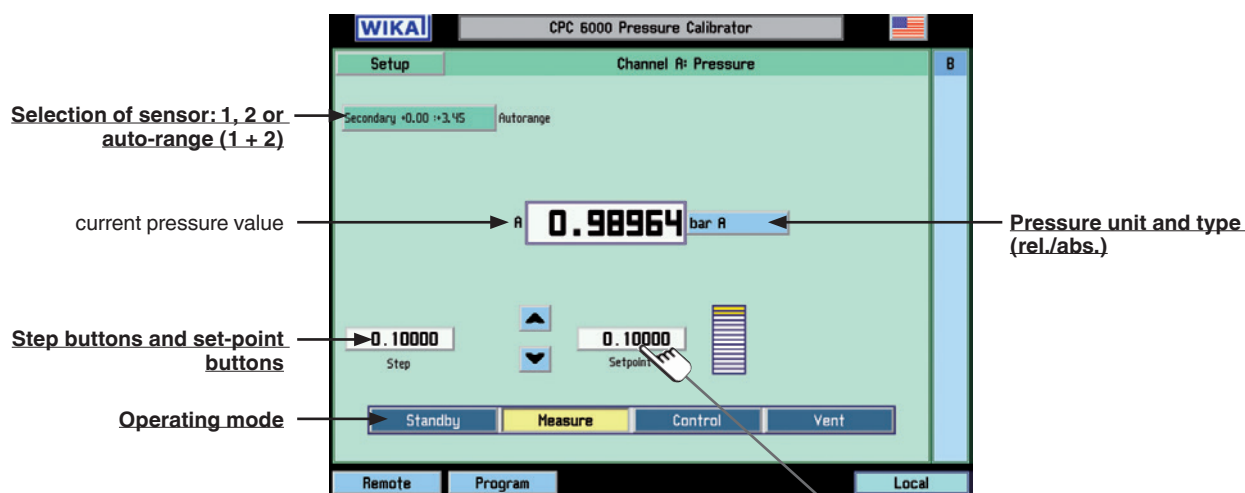 WIKAI
CPC 6000 Pressure Calibrator
Setup
Channel A: Pressure
B
Selection of sensor: 1, 2 or
auto-range (1 + 2)
Secondary +0.00 :+3.45
Autorange
current pressure value
A
0.98964
bar A
Pressure unit and type
(rel./abs.)
Step buttons and set-point
buttons
0.10000
Step
0.10000
Setpoint
Operating mode
Standby
Measure
Control
Vent
Remote
Program
Local